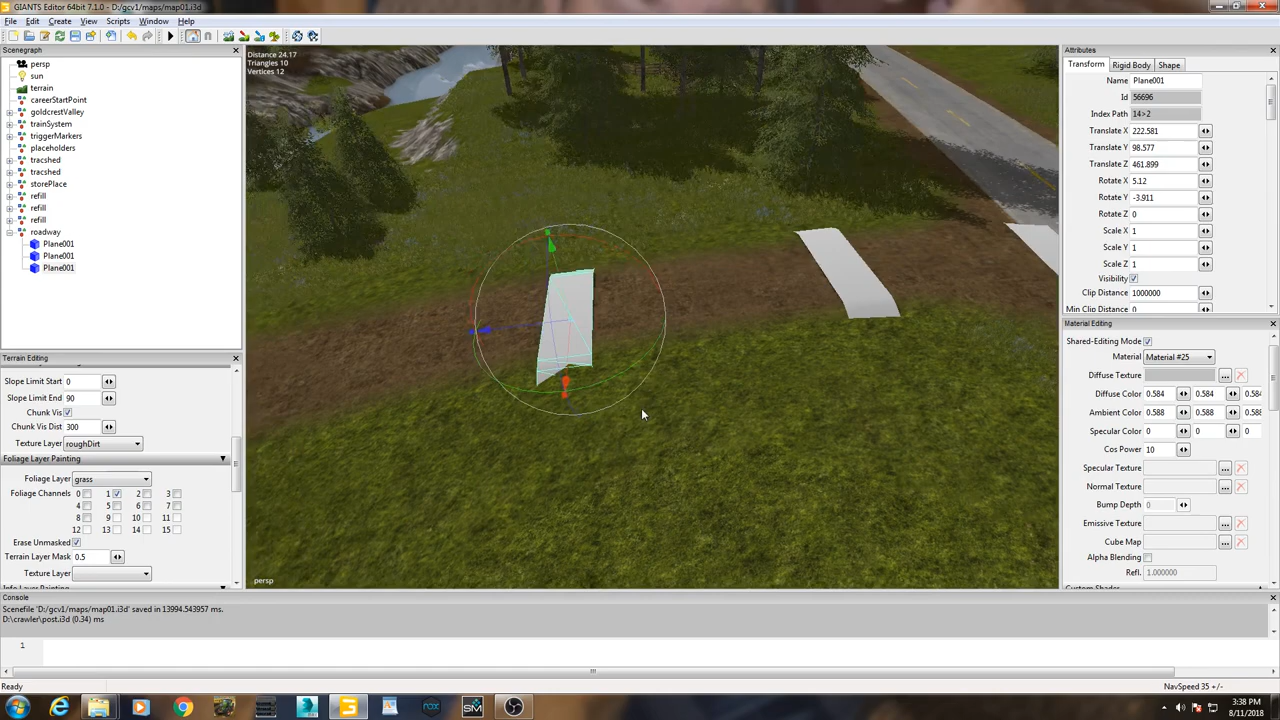 GIANTS Editor 64bit 7.1.0 - D:/gcv1/maps/map01.i3d
File Edit Create View Scripts Window Help
Scenegraph
persp
sun
terrain
careerStartPoint
goldcrestValley
trainSystem
triggerMarkers
placeholders
tracshed
tracshed
storePlace
refill
refill
refill
roadway
Plane001
Plane001
Plane001
Terrain Editing
Slope Limit Start 0
Slope Limit End 90
Chunk Vis
Chunk Vis Dist 300
Texture Layer roughDirt
Foliage Layer Painting
Foliage Layer grass
Foliage Channels 0 1 2 3
4 5 6 7
8 9 10 11
12 13 14 15
Erase Unmasked
Terrain Layer Mask 0.5
Texture Layer
Distance 24.17
Triangles 10
Vertices 12
persp
Attributes
Transform Rigid Body Shape
Name Plane001
Id 56696
Index Path 14>2
Translate X 222.581
Translate Y 98.577
Translate Z 461.899
Rotate X 5.12
Rotate Y -3.911
Rotate Z 0
Scale X 1
Scale Y 1
Scale Z 1
Visibility
Clip Distance 1000000
Min Clip Distance 0
Material Editing
Shared-Editing Mode
Material Material #25
Diffuse Texture ...
Diffuse Color 0.584 0.584 0.584
Ambient Color 0.588 0.588 0.588
Specular Color 0 0 0
Cos Power 10
Specular Texture ...
Normal Texture ...
Bump Depth 0
Emissive Texture ...
Cube Map ...
Alpha Blending
Refl. 1.000000
Custom Shader
Console
Scenefile 'D:/gcv1/maps/map01.i3d' saved in 13994.543957 ms.
D:\crawler\post.i3d (0.34) ms
1
Ready
NavSpeed 35 +/-
3:38 PM
8/11/2018